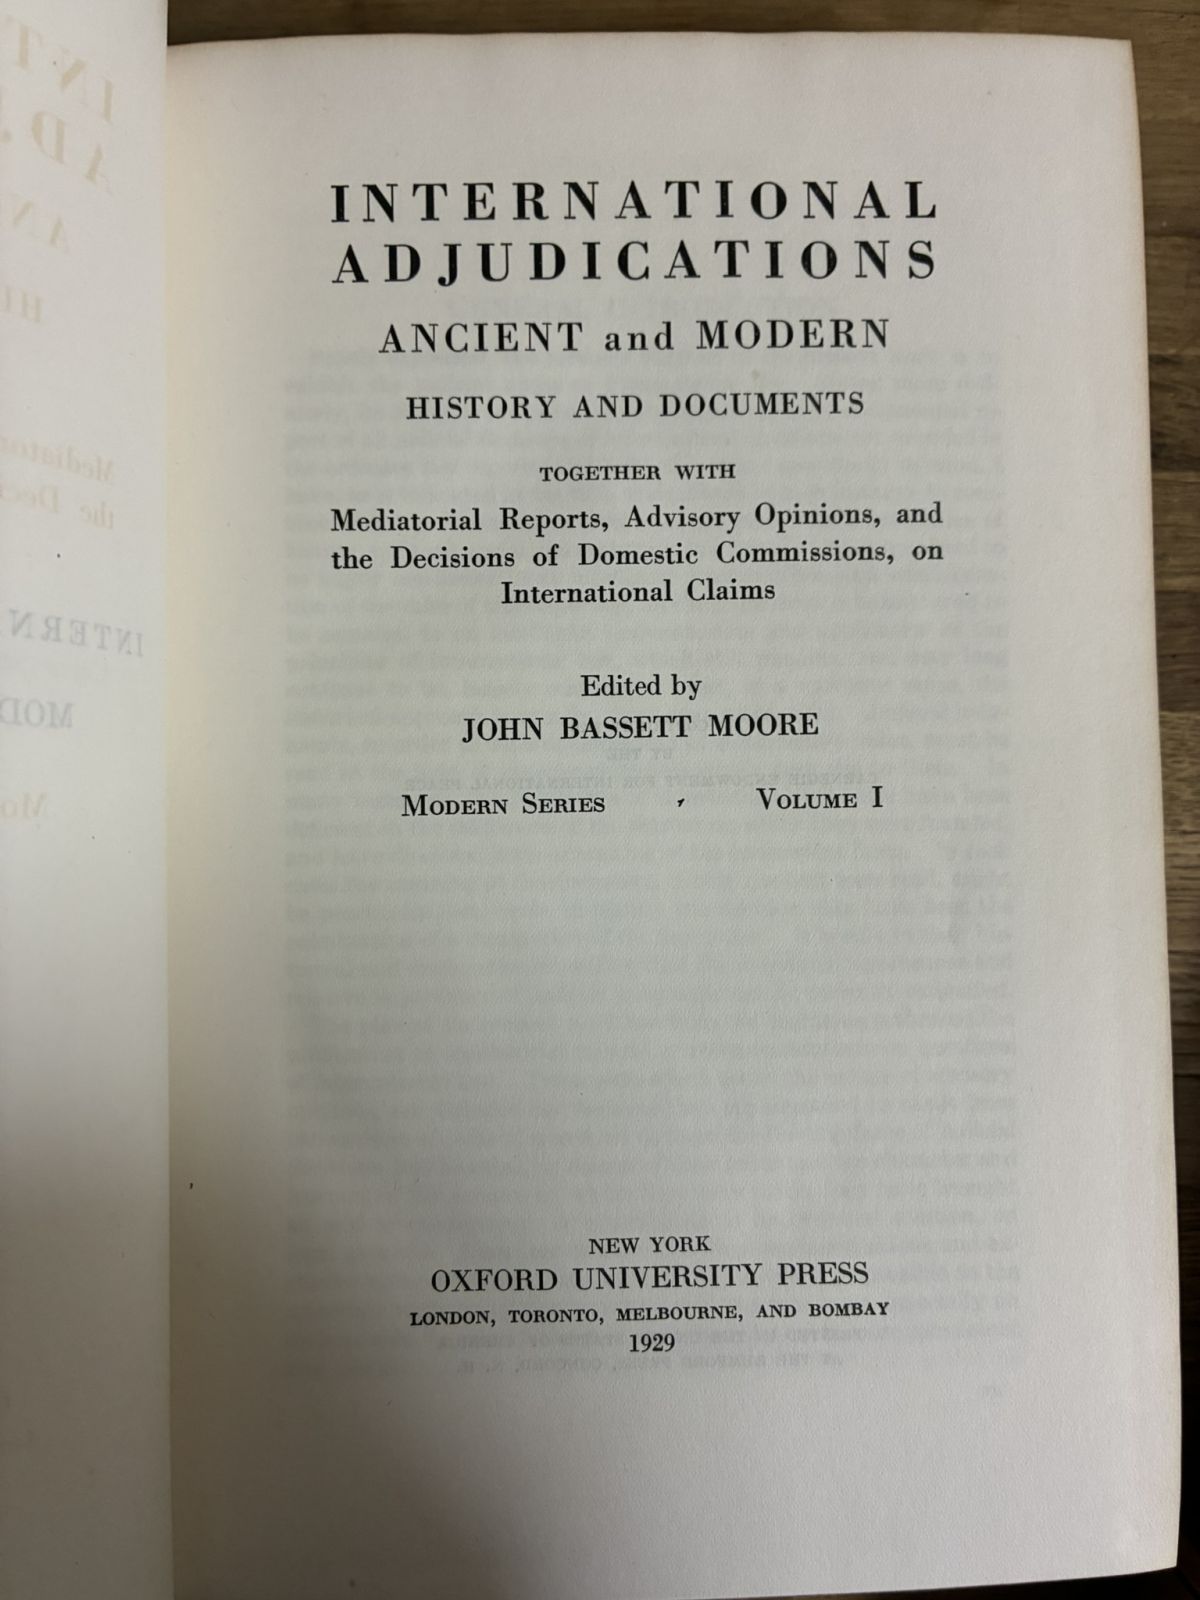 INTERNATIONAL
ADJUDICATIONS
ANCIENT and MODERN
HISTORY AND DOCUMENTS
TOGETHER WITH
Mediatorial Reports, Advisory Opinions, and
the Decisions of Domestic Commissions, on
International Claims
Edited by
JOHN BASSETT MOORE
MODERN SERIES VOLUME I
NEW YORK
OXFORD UNIVERSITY PRESS
LONDON, TORONTO, MELBOURNE, AND BOMBAY
1929